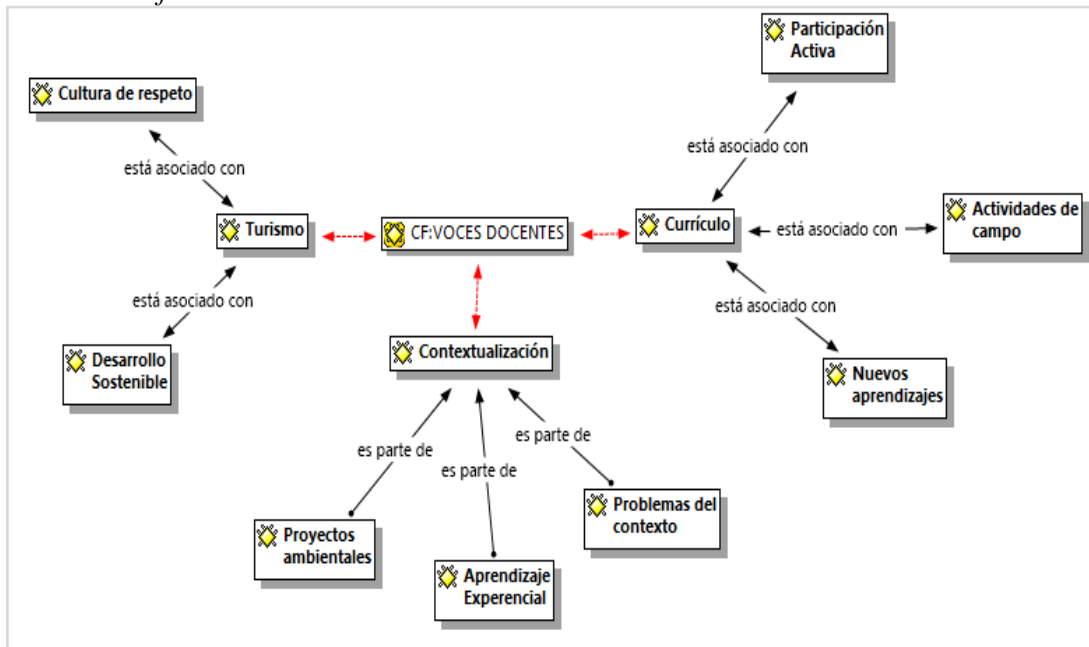 Participación
Activa
Cultura de respeto
está asociado con
está asociado con
Actividades de
campo
Turismo
CF:VOCES DOCENTES
Currículo
está asociado con
está asociado con
está asociado con
Contextualización
Desarrollo
Sostenible
Nuevos
aprendizajes
es parte de
es parte de
es parte de
Problemas del
contexto
Proyectos
ambientales
Aprendizaje
Experencial